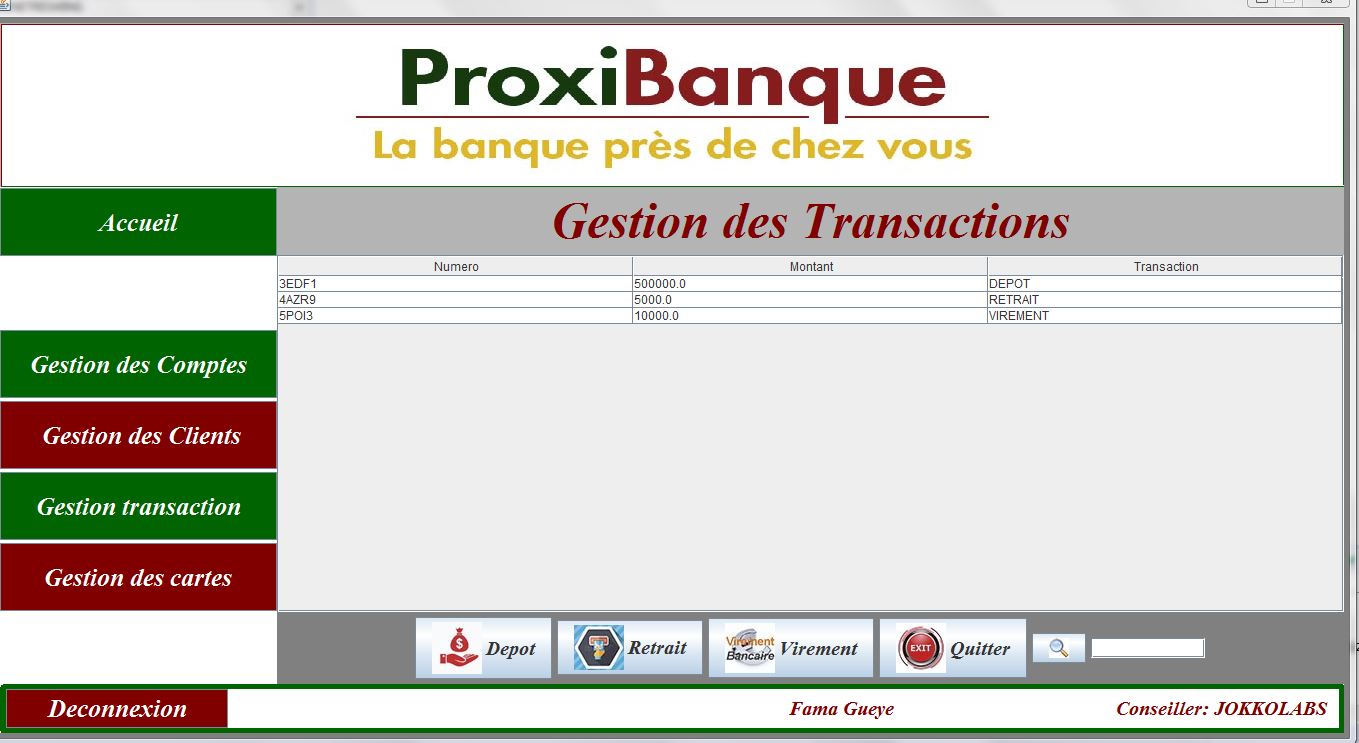 ProxiBanque
La banque près de chez vous
Accueil
Gestion des Transactions
Numero Montant Transaction
3EDF1 500000.0 DEPOT
4AZR9 5000.0 RETRAIT
5POI3 10000.0 VIREMENT
Gestion des Comptes
Gestion des Clients
Gestion transaction
Gestion des cartes
Depot
Retrait
Virement
Bancaire
Virement
EXIT
Quitter
Deconnexion
Fama Gueye
Conseiller: JOKKOLABS